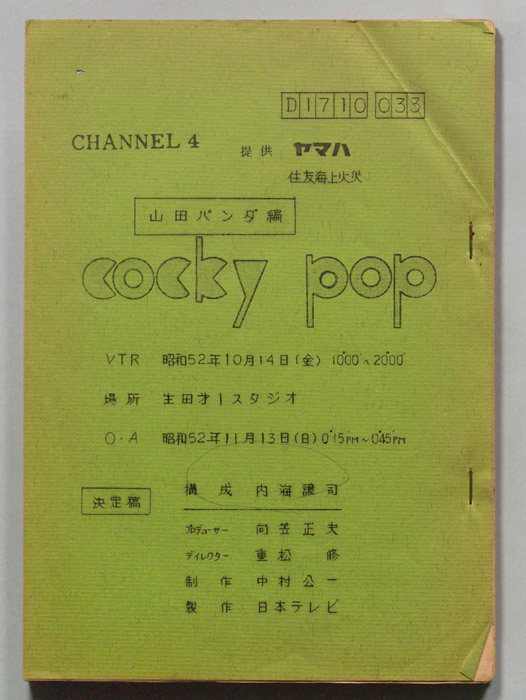 D1710 033
CHANNEL 4 提供 ヤマハ
住友海上火災
山田パンダ編
cocky pop
VTR 昭和52年10月14日(金) 10°00'~20°00'
場所 生田オ1スタジオ
O.A 昭和52年11月13日(日) 0°15PM~0°45PM
構成 内海譲司
決定稿
プロデューサー 向笠正夫
ディレクター 重松 修
制作 中村公一
製作 日本テレビ